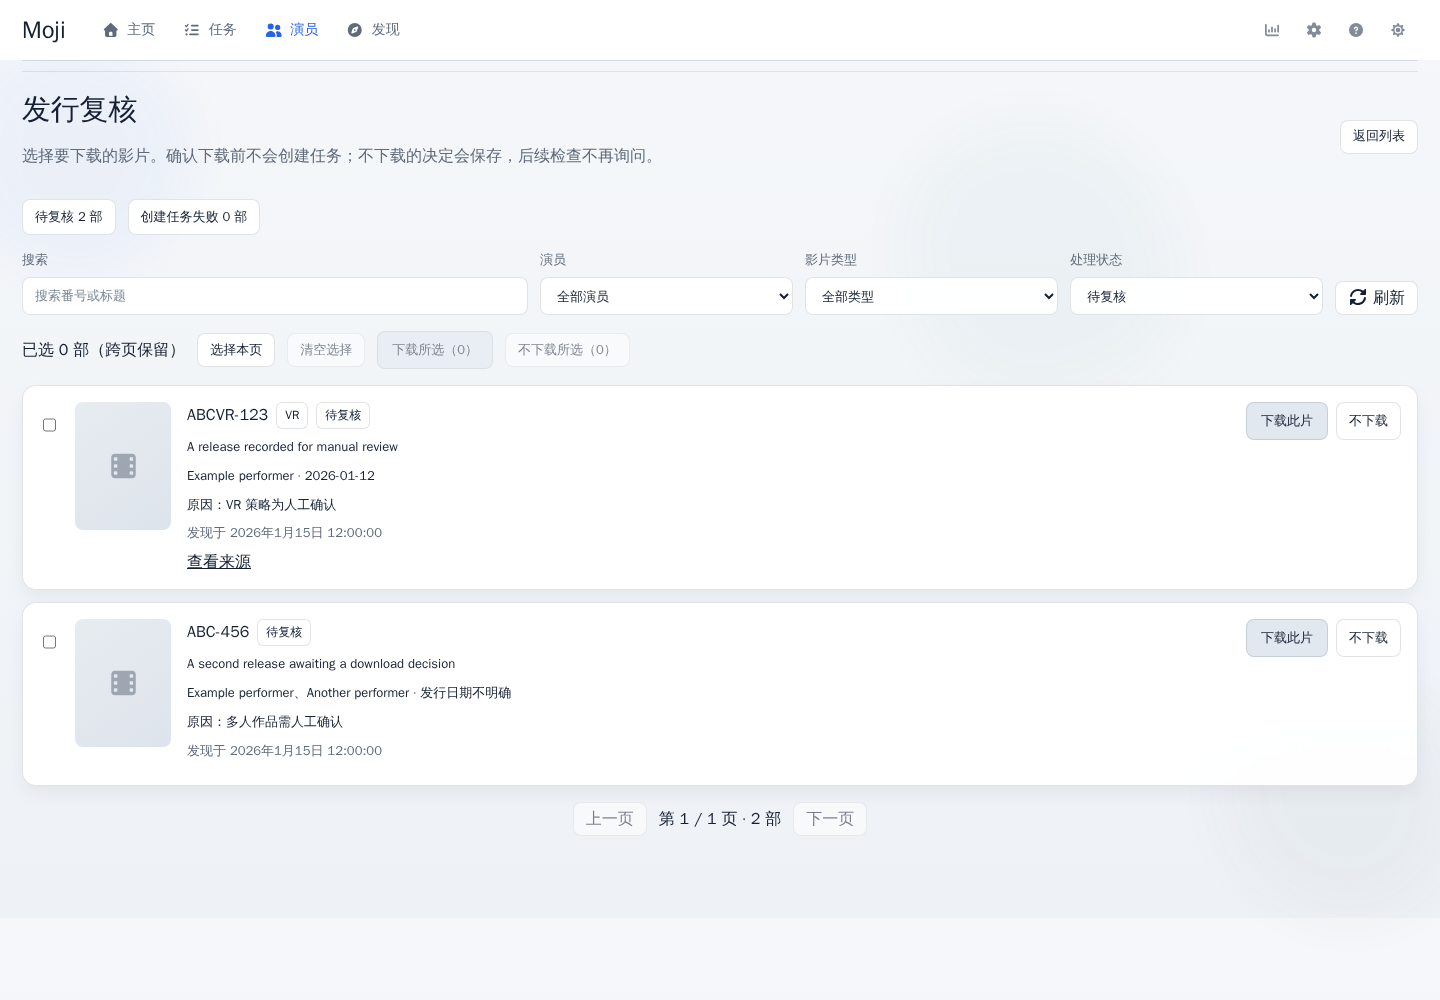 Moji 主页 任务 演员 发现
发行复核
选择要下载的影片。确认下载前不会创建任务；不下载的决定会保存，后续检查不再询问。
返回列表
待复核 2 部 创建任务失败 0 部
搜索 演员 影片类型 处理状态
搜索番号或标题 全部演员 全部类型 待复核 刷新
已选 0 部（跨页保留） 选择本页 清空选择 下载所选（0） 不下载所选（0）
ABCVR-123 VR 待复核 下载此片 不下载
A release recorded for manual review
Example performer · 2026-01-12
原因：VR 策略为人工确认
发现于 2026年1月15日 12:00:00
查看来源
ABC-456 待复核 下载此片 不下载
A second release awaiting a download decision
Example performer、Another performer · 发行日期不明确
原因：多人作品需人工确认
发现于 2026年1月15日 12:00:00
上一页 第 1 / 1 页 · 2 部 下一页